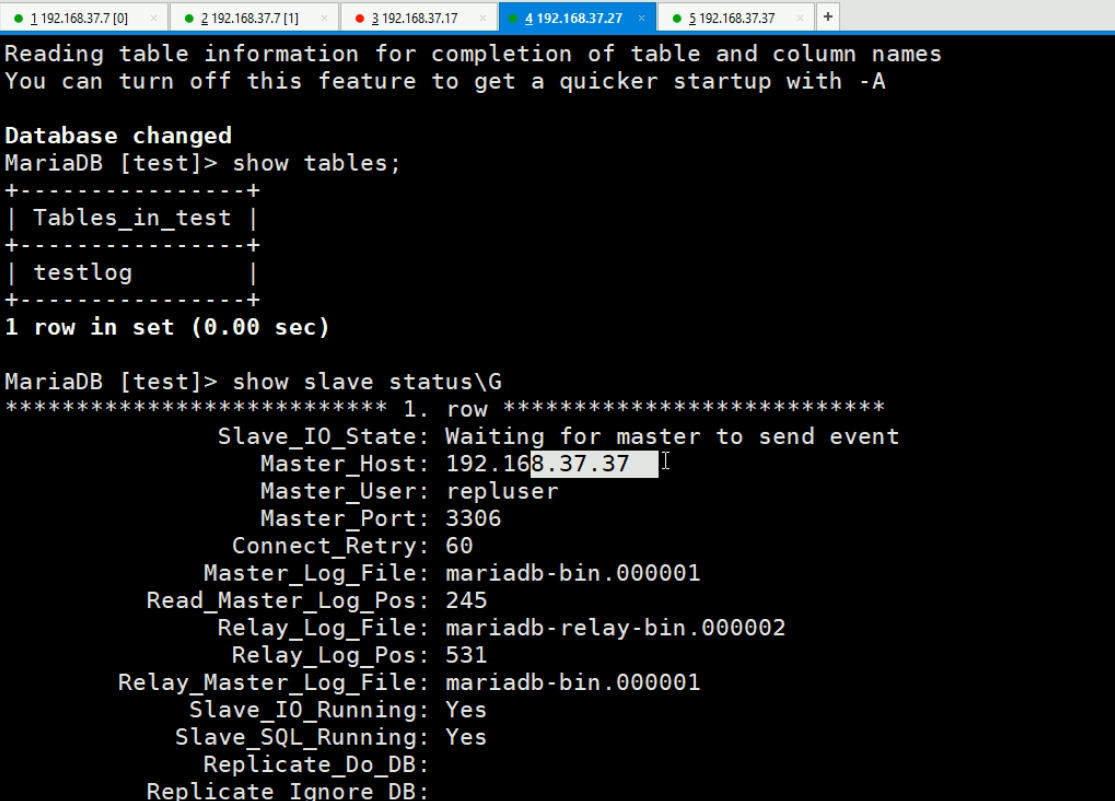 1 192.168.37.7 [0] × 2 192.168.37.7 [1] × 3 192.168.37.17 × 4 192.168.37.27 × 5 192.168.37.37 × +
Reading table information for completion of table and column names
You can turn off this feature to get a quicker startup with -A
Database changed
MariaDB [test]> show tables;
+----------------+
| Tables_in_test |
+----------------+
| testlog        |
+----------------+
1 row in set (0.00 sec)
MariaDB [test]> show slave status\G
*************************** 1. row ***************************
Slave_IO_State: Waiting for master to send event
Master_Host: 192.168.37.37
Master_User: repluser
Master_Port: 3306
Connect_Retry: 60
Master_Log_File: mariadb-bin.000001
Read_Master_Log_Pos: 245
Relay_Log_File: mariadb-relay-bin.000002
Relay_Log_Pos: 531
Relay_Master_Log_File: mariadb-bin.000001
Slave_IO_Running: Yes
Slave_SQL_Running: Yes
Replicate_Do_DB:
Replicate_Ignore_DB: